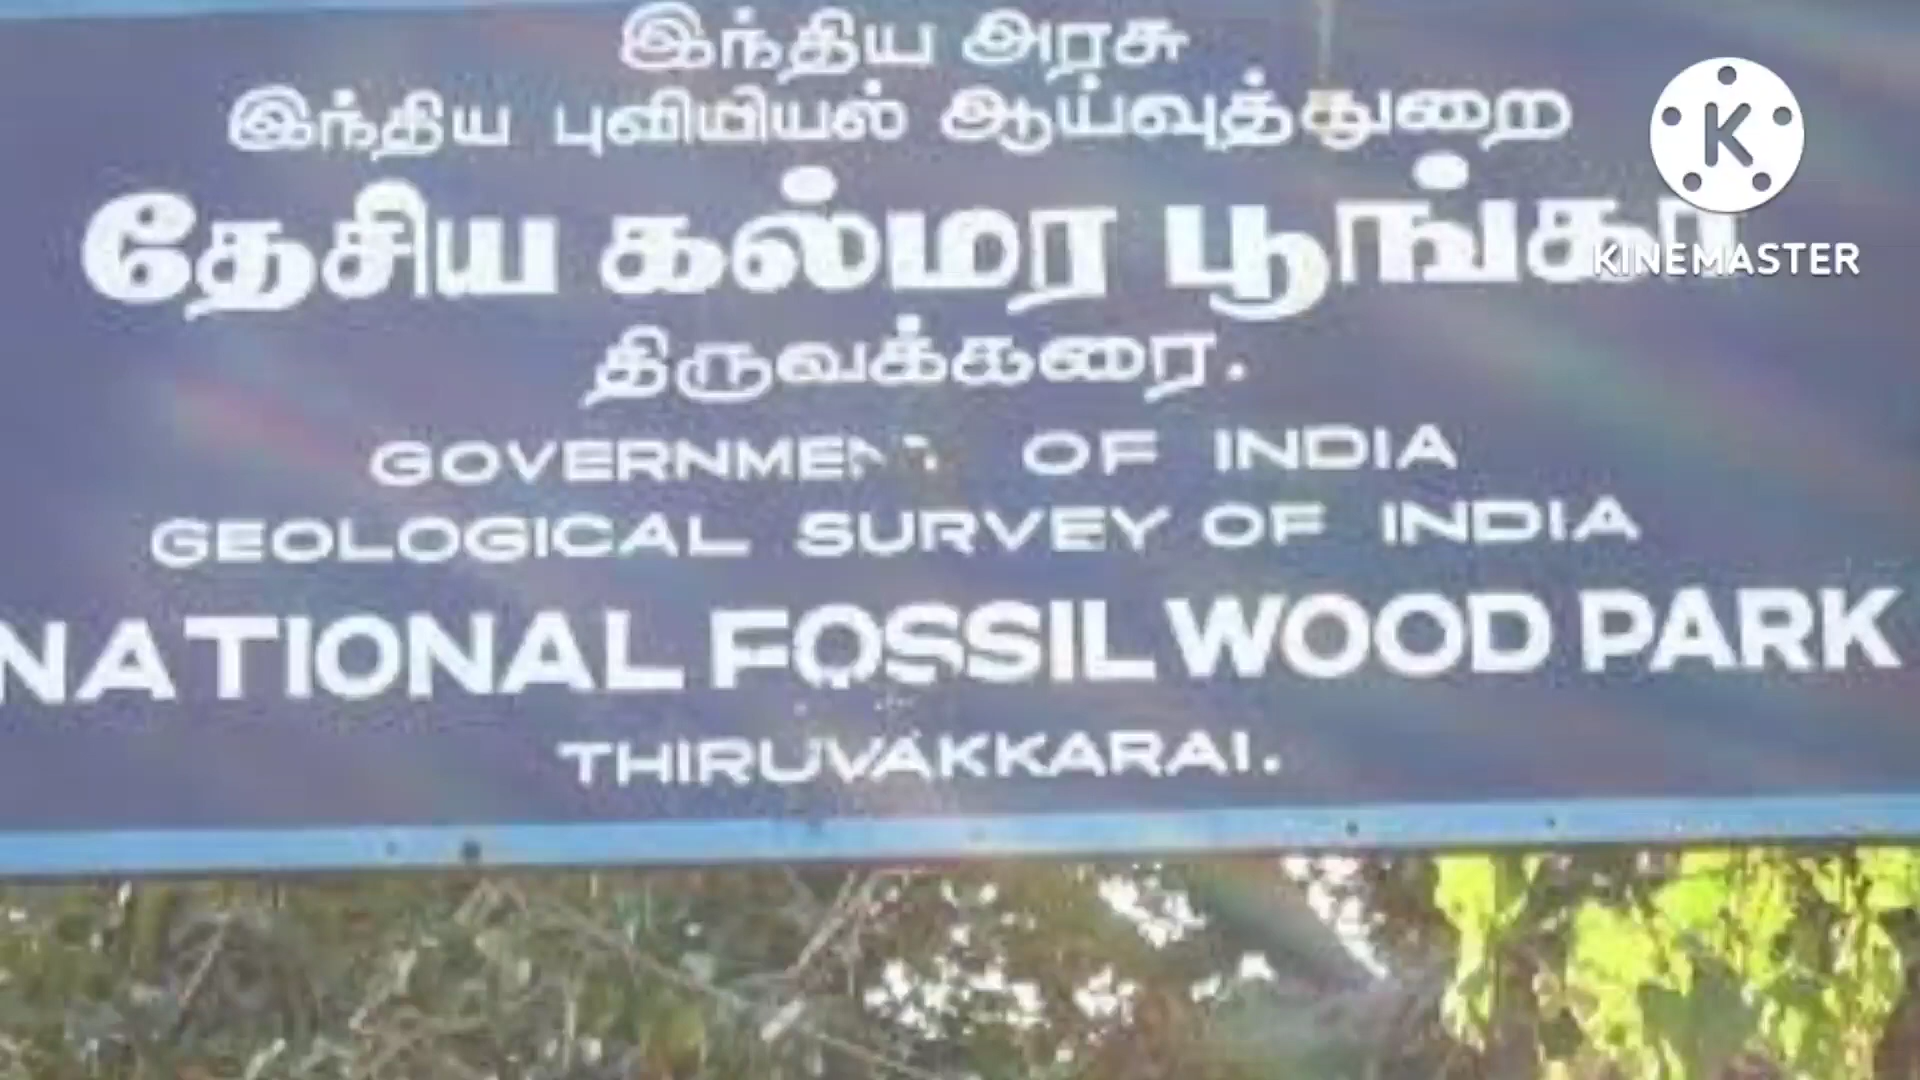 இந்திய அரசு
இந்திய புவியியல் ஆய்வுத்துறை
தேசிய கல்மர பூங்கா
KINEMASTER
திருவக்கரை.
GOVERNMENT OF INDIA
GEOLOGICAL SURVEY OF INDIA
NATIONAL FOSSIL WOOD PARK
THIRUVAKKARAI.